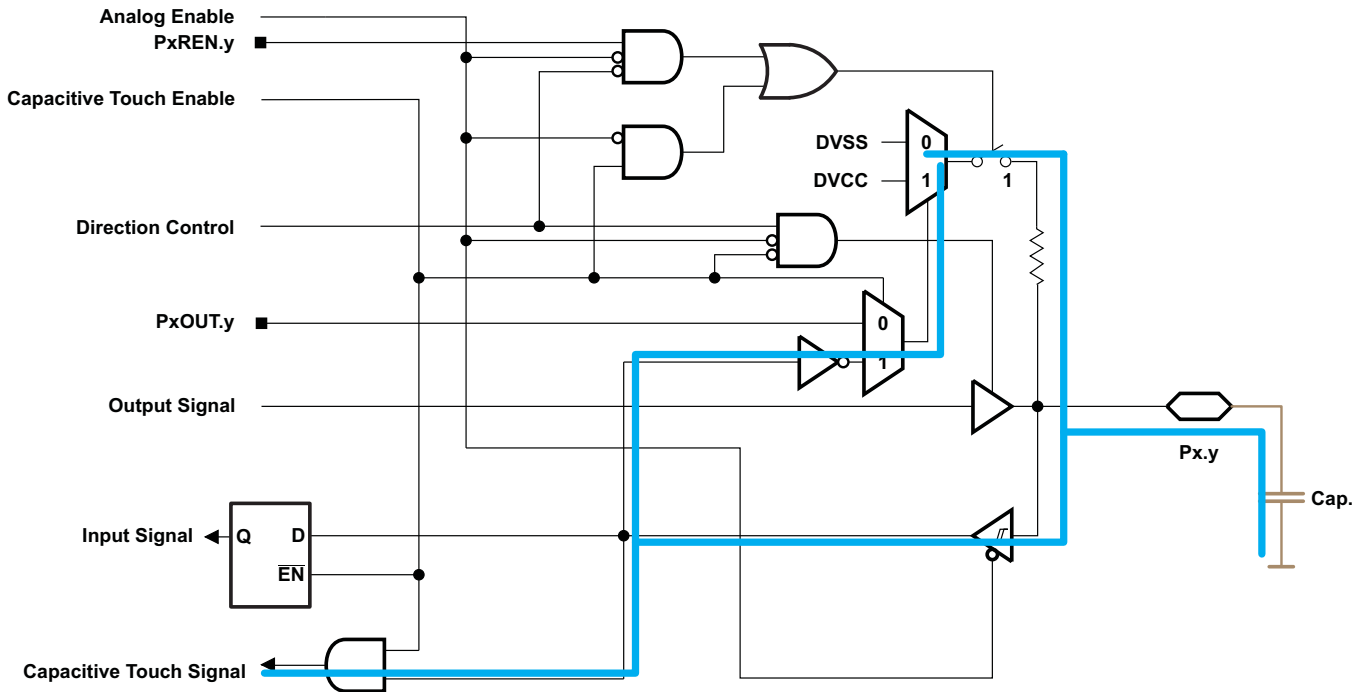 Analog Enable
PxREN.y
Capacitive Touch Enable
DVSS
0
DVCC
1
1
Direction Control
PxOUT.y
0
1
Output Signal
Px.y
Cap.
Input Signal
Q
D
EN
Capacitive Touch Signal